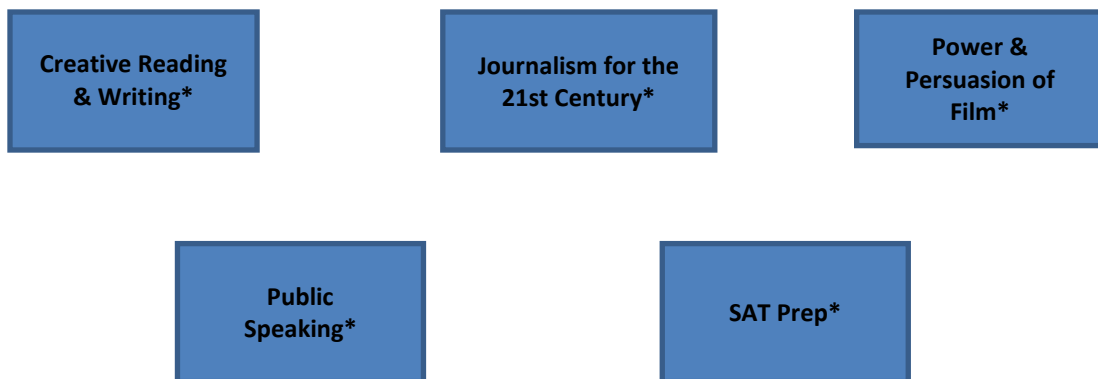 Creative Reading
& Writing*
Journalism for the
21st Century*
Power &
Persuasion of
Film*
Public
Speaking*
SAT Prep*